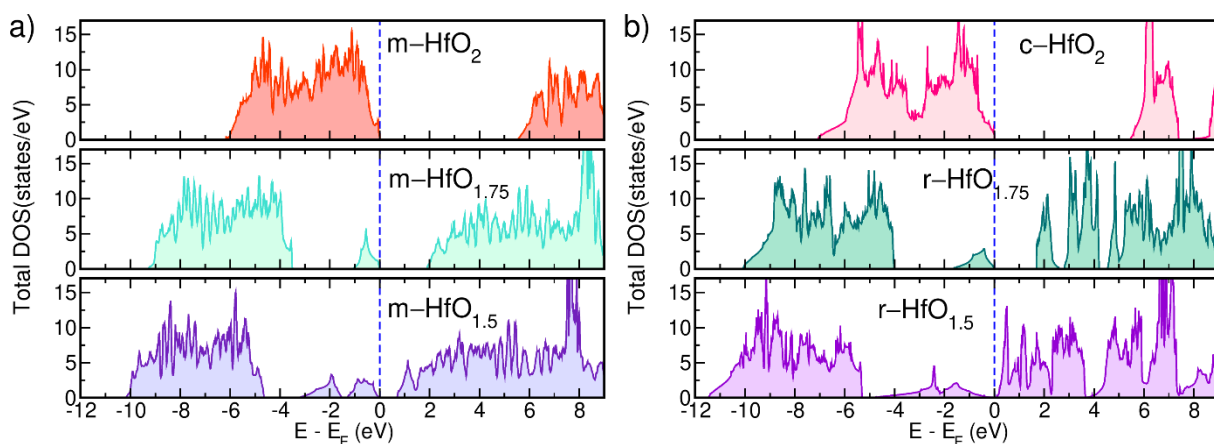 a)
m–HfO₂
15
10
5
0
m–HfO₁.₇₅
15
10
5
0
m–HfO₁.₅
15
10
5
0
Total DOS(states/eV)
-12 -10 -8 -6 -4 -2 0 2 4 6 8
E - E_F (eV)
b)
c–HfO₂
15
10
5
0
r–HfO₁.₇₅
15
10
5
0
r–HfO₁.₅
15
10
5
0
Total DOS(states/eV)
-12 -10 -8 -6 -4 -2 0 2 4 6 8
E - E_F (eV)